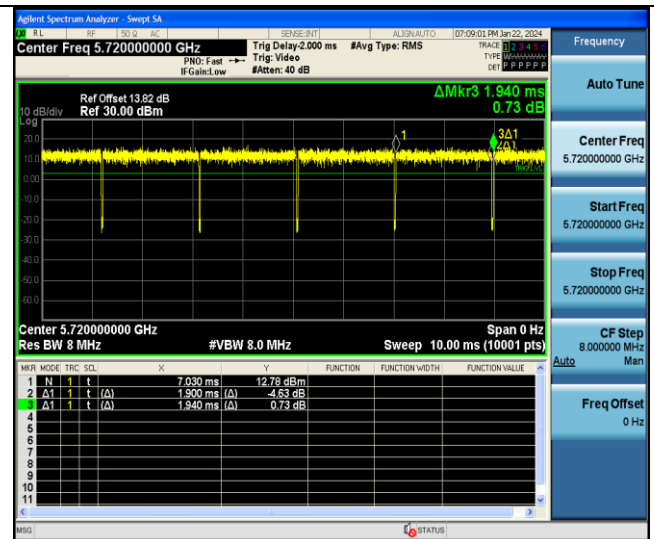 Agilent Spectrum Analyzer - Swept SA
RL RF 50 Ω AC SENSE:INT ALIGNAUTO 07:09:01 PM Jan 22, 2024
Center Freq 5.720000000 GHz Trig Delay-2.000 ms #Avg Type: RMS TRACE 1 2 3 4 5 6
PNO: Fast Trig: Video TYPE
IFGain:Low #Atten: 40 dB DET P P P P P P
ΔMkr3 1.940 ms
Ref Offset 13.82 dB
10 dB/div Ref 30.00 dBm 0.73 dB
Log
1 3Δ1
20.0
10.0
TRIG LVL
0.00
-10.0
-20.0
-30.0
-40.0
-50.0
-60.0
Center 5.720000000 GHz Span 0 Hz
Res BW 8 MHz #VBW 8.0 MHz Sweep 10.00 ms (10001 pts)
MKR MODE TRC SCL X Y FUNCTION FUNCTION WIDTH FUNCTION VALUE
1 N 1 t 7.030 ms 12.78 dBm
2 Δ1 1 t (Δ) 1.900 ms (Δ) -4.63 dB
3 Δ1 1 t (Δ) 1.940 ms (Δ) 0.73 dB
4
5
6
7
8
9
10
11
MSG STATUS
Frequency
Auto Tune
Center Freq
5.720000000 GHz
Start Freq
5.720000000 GHz
Stop Freq
5.720000000 GHz
CF Step
8.000000 MHz
Auto Man
Freq Offset
0 Hz